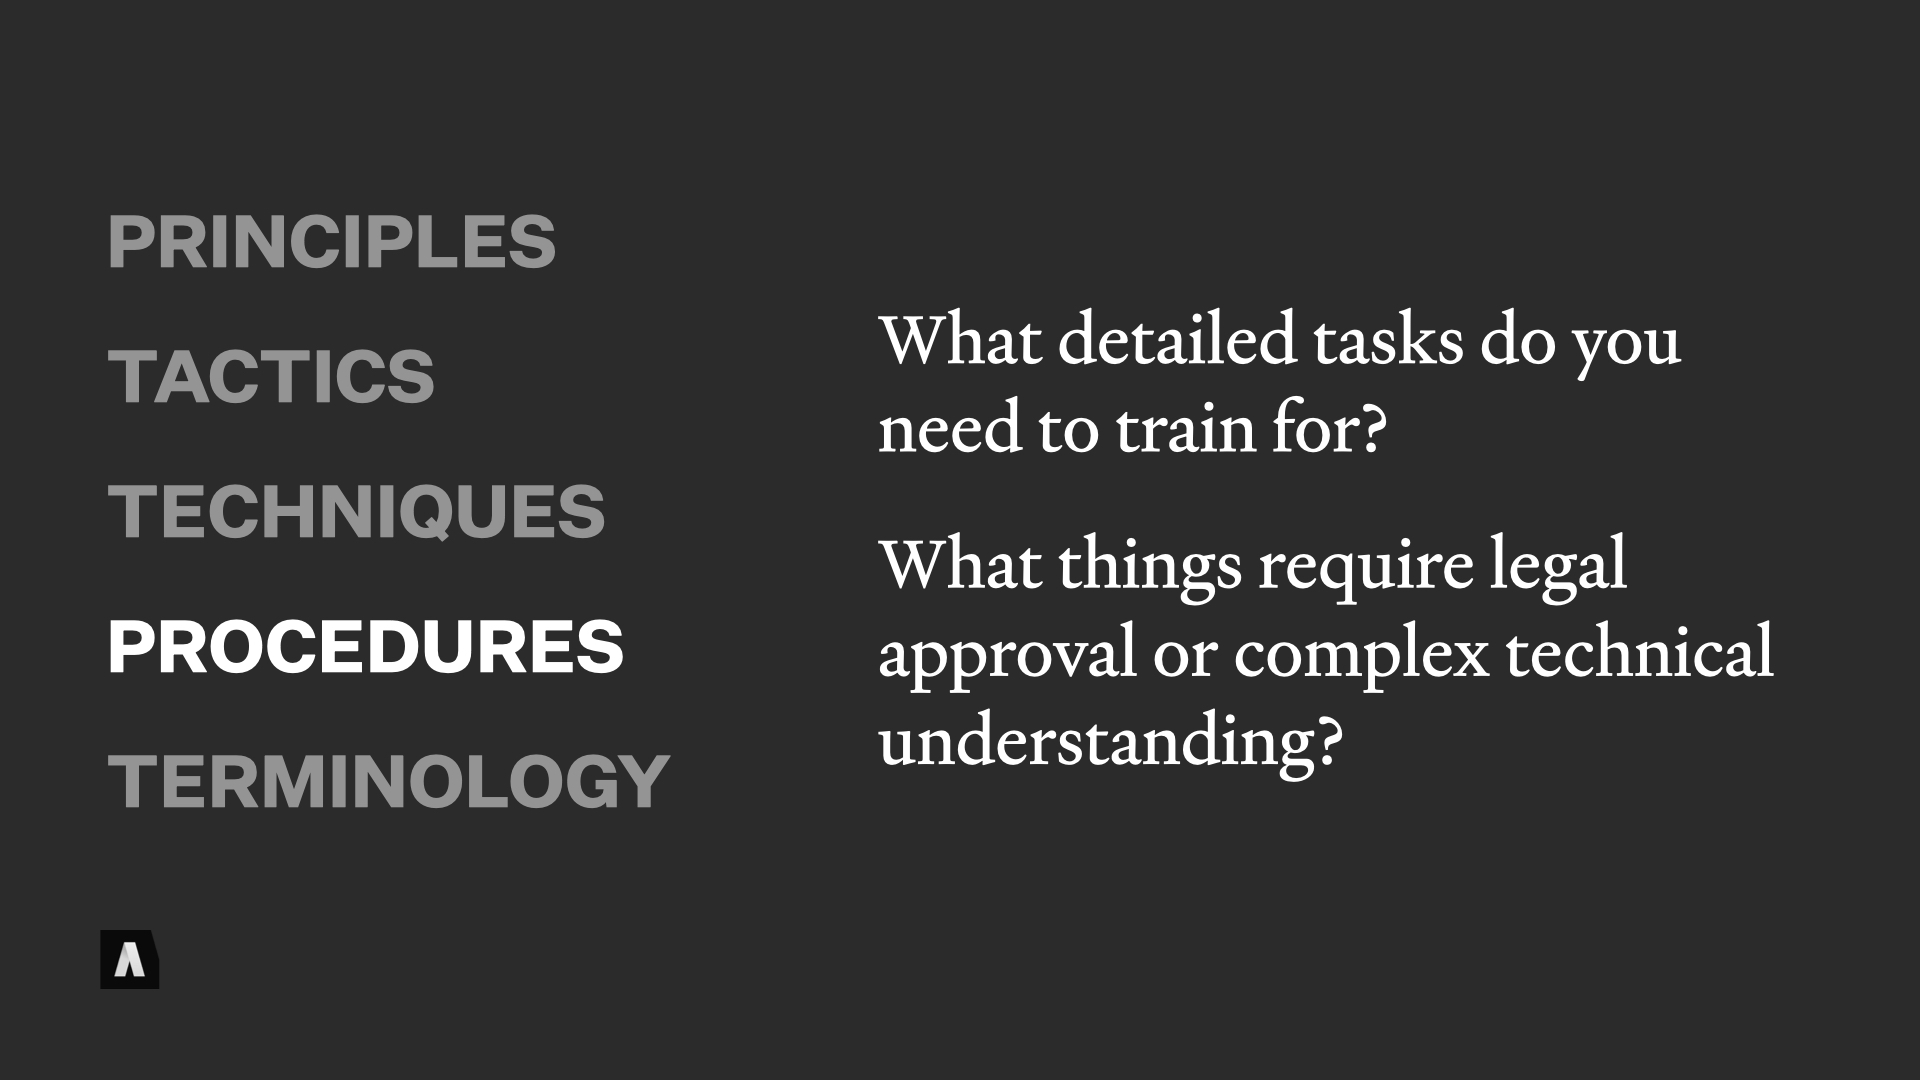 PRINCIPLES
TACTICS
TECHNIQUES
PROCEDURES
TERMINOLOGY
What detailed tasks do you
need to train for?
What things require legal
approval or complex technical
understanding?